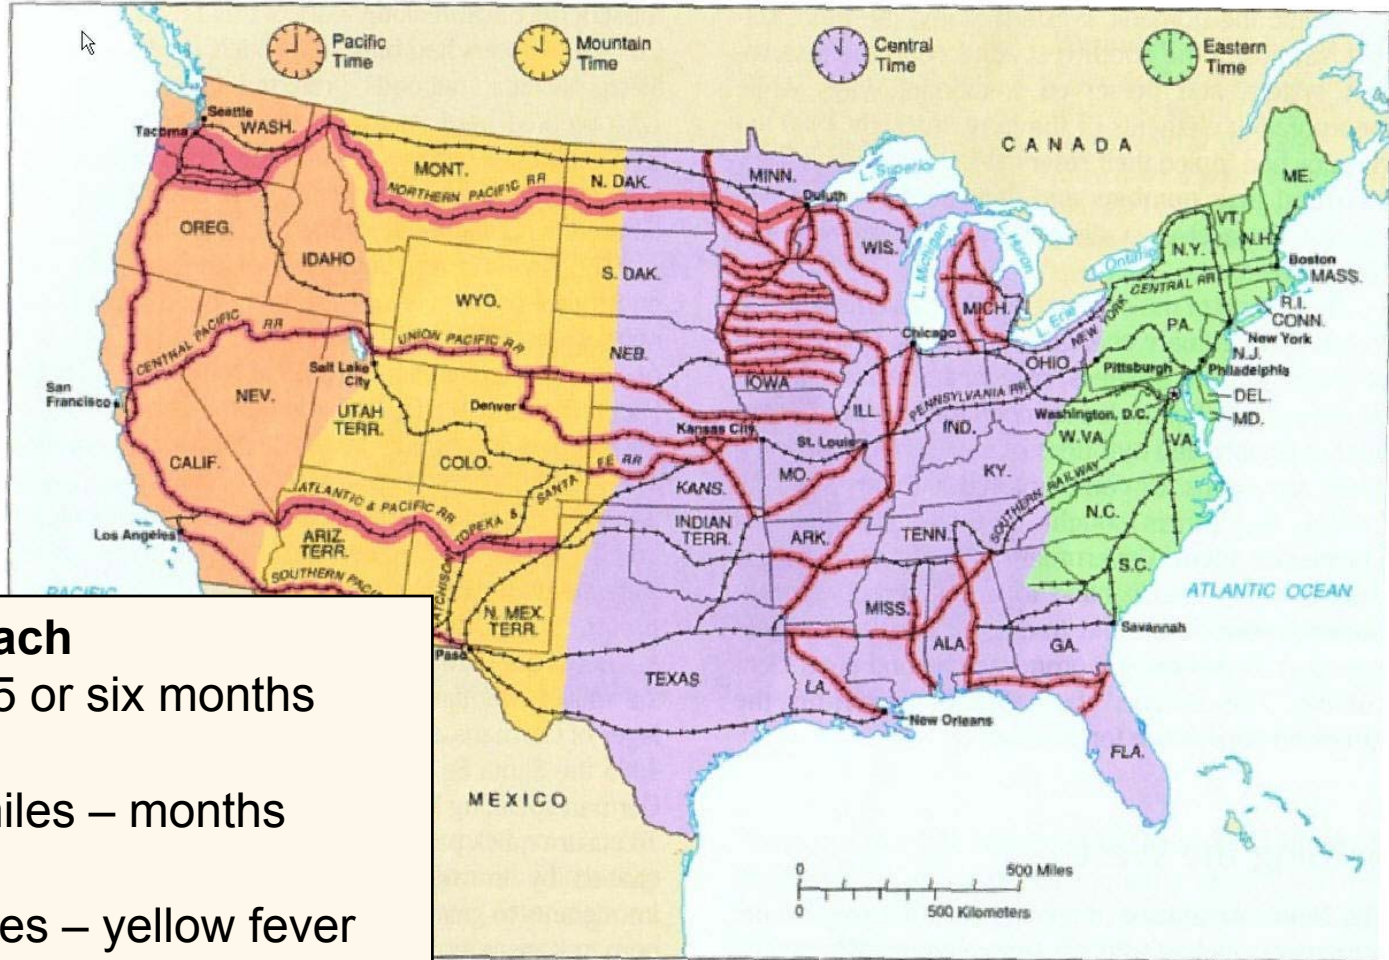 Pacific
Time
Mountain
Time
Central
Time
Eastern
Time
CANADA
Seattle
Tacoma
WASH.
MONT.
NORTHERN PACIFIC RR
N. DAK.
MINN.
Duluth
L. Superior
ME.
VT.
N.H.
N.Y.
Boston
MASS.
OREG.
IDAHO
WYO.
S. DAK.
WIS.
L. Michigan
L. Huron
L. Ontario
CENTRAL RR
R.I.
CONN.
MICH.
L. Erie
NEW YORK
PA.
New York
N.J.
CENTRAL PACIFIC RR
UNION PACIFIC RR
NEB.
IOWA
Chicago
OHIO
Pittsburgh
Philadelphia
Salt Lake
City
San
Francisco
NEV.
UTAH
TERR.
Denver
Kansas City
St. Louis
ILL.
PENNSYLVANIA RR
IND.
Washington, D.C.
DEL.
MD.
W.VA.
VA.
CALIF.
COLO.
SANTA
FE RR
KANS.
MO.
KY.
SOUTHERN RAILWAY
ATLANTIC & PACIFIC RR
TOPEKA &
ATCHISON
Los Angeles
ARIZ.
TERR.
INDIAN
TERR.
ARK.
TENN.
N.C.
S.C.
SOUTHERN PACI
PACIFIC
N. MEX.
TERR.
MISS.
ALA.
GA.
Savannah
ATLANTIC OCEAN
Paso
TEXAS
LA.
New Orleans
FLA.
MEXICO
0 500 Miles
0 500 Kilometers
ach
5 or six months
iles – months
es – yellow fever